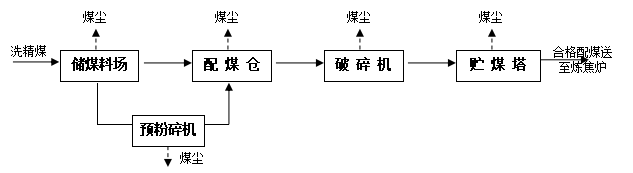 煤尘
煤尘
煤尘
煤尘
洗精煤
储煤料场
配 煤 仓
破 碎 机
贮 煤 塔
合格配煤送
至炼焦炉
预粉碎机
煤尘